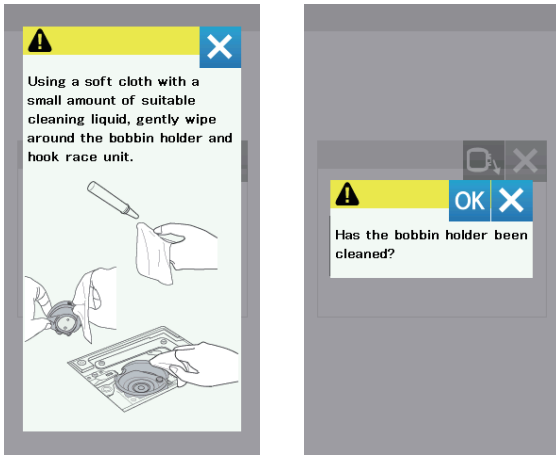 Using a soft cloth with a
small amount of suitable
cleaning liquid, gently wipe
around the bobbin holder and
hook race unit.
OK
Has the bobbin holder been
cleaned?